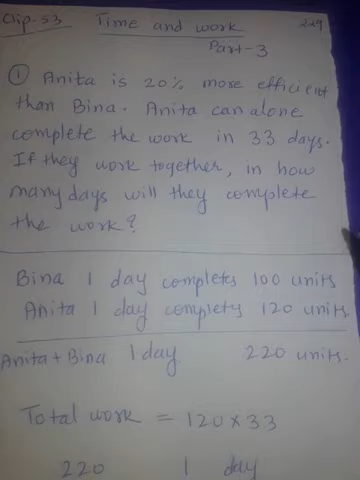 Clip-53 Time and work 229
Part-3
① Anita is 20% more efficient
than Bina. Anita can alone
complete the work in 33 days.
If they work together, in how
many days will they complete
the work?
Bina 1 day completes 100 units
Anita 1 day completes 120 units
Anita + Bina 1 day 220 units.
Total work = 120 × 33
220 1 day